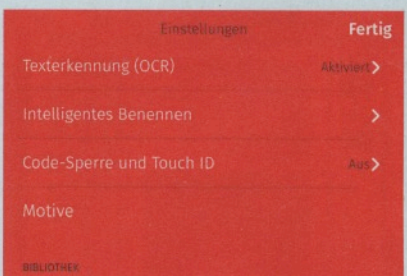 Einstellungen Fertig
Texterkennung (OCR) Aktiviert
Intelligentes Benennen
Code-Sperre und Touch ID Aus
Motive
BIBLIOTHEK